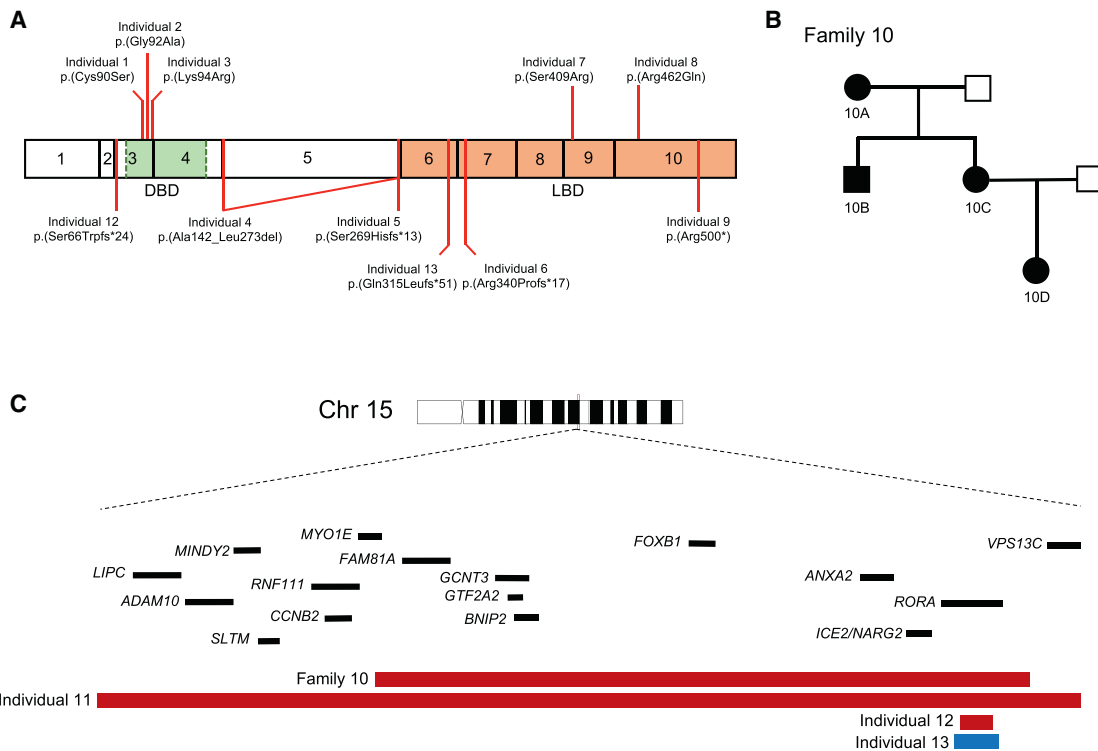 A
Individual 2
p.(Gly92Ala)
Individual 1
p.(Cys90Ser)
Individual 3
p.(Lys94Arg)
Individual 7
p.(Ser409Arg)
Individual 8
p.(Arg462Gln)
1 2 3 4 5 6 7 8 9 10
DBD LBD
Individual 12
p.(Ser66Trpfs*24)
Individual 4
p.(Ala142_Leu273del)
Individual 5
p.(Ser269Hisfs*13)
Individual 9
p.(Arg500*)
Individual 13
p.(Gln315Leufs*51)
Individual 6
p.(Arg340Profs*17)
B
Family 10
10A
10B
10C
10D
C
Chr 15
MYO1E
FOXB1
VPS13C
MINDY2
FAM81A
LIPC
RNF111
GCNT3
ANXA2
ADAM10
GTF2A2
RORA
CCNB2
BNIP2
SLTM
ICE2/NARG2
Family 10
Individual 11
Individual 12
Individual 13